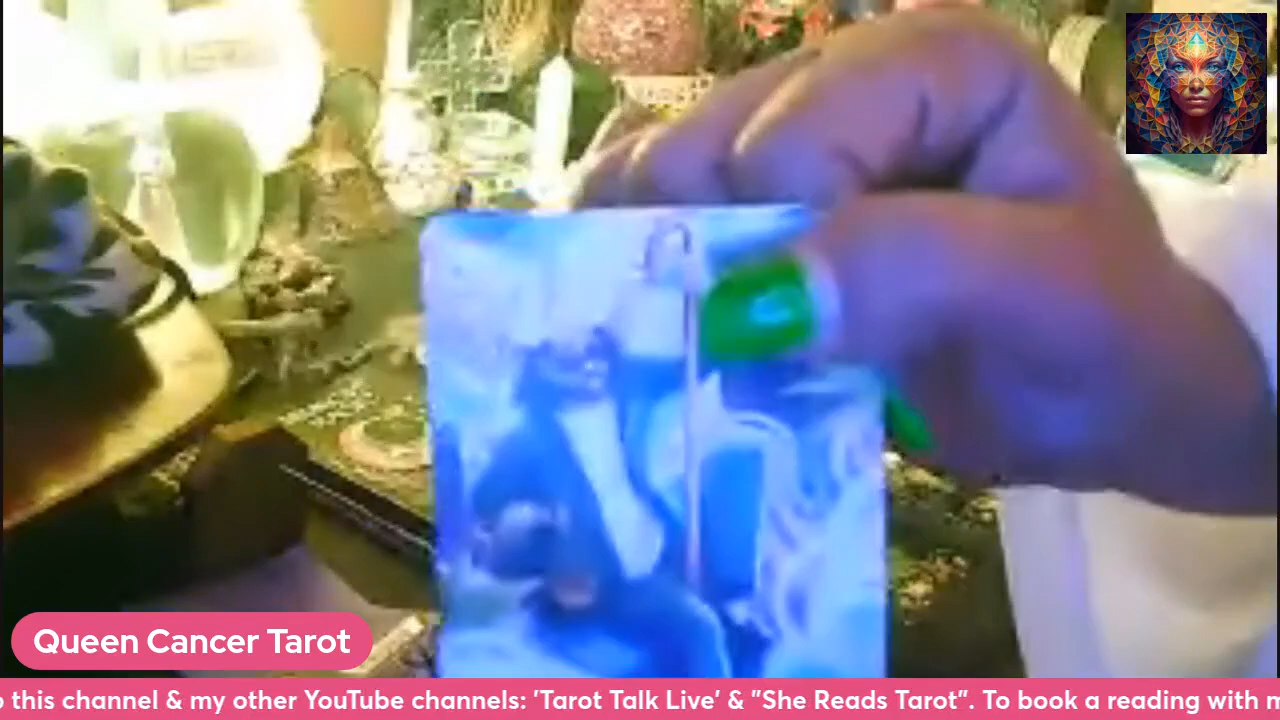 Queen Cancer Tarot
this channel & my other YouTube channels: 'Tarot Talk Live' & "She Reads Tarot". To book a reading with